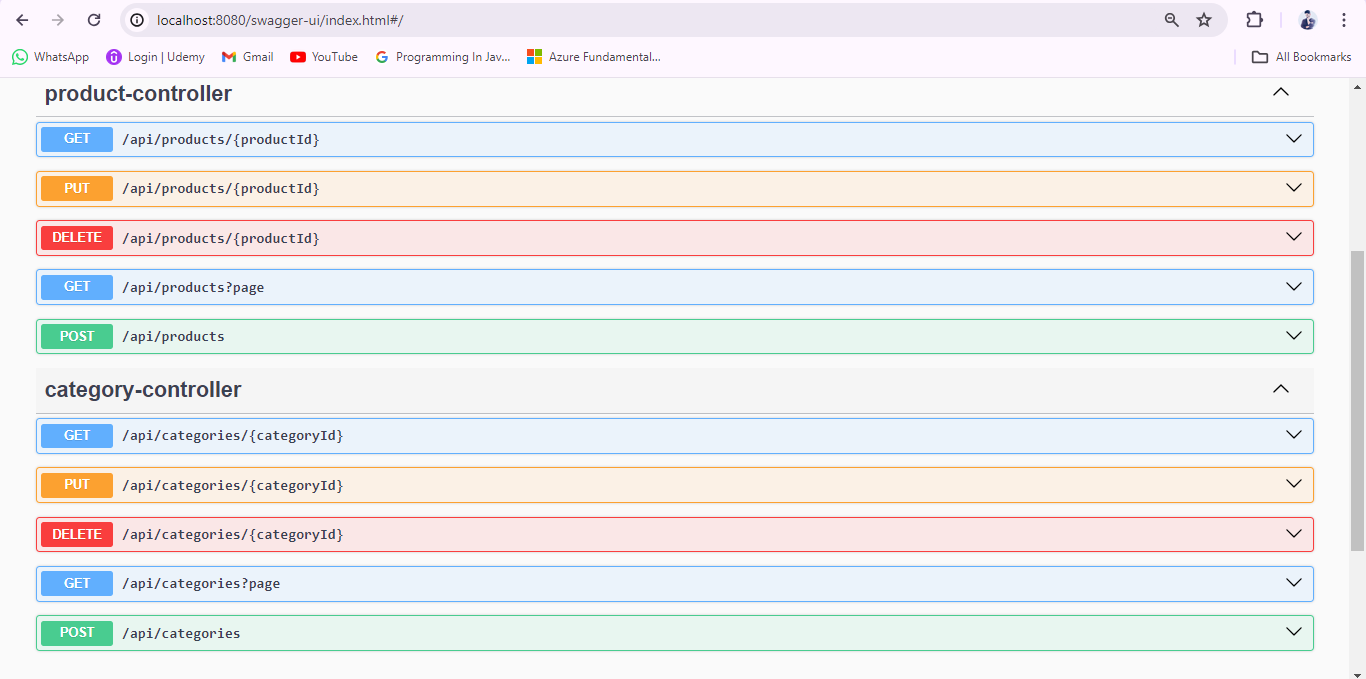 localhost:8080/swagger-ui/index.html#/
WhatsApp Login | Udemy Gmail YouTube Programming In Jav... Azure Fundamental... All Bookmarks
product-controller
GET /api/products/{productId}
PUT /api/products/{productId}
DELETE /api/products/{productId}
GET /api/products?page
POST /api/products
category-controller
GET /api/categories/{categoryId}
PUT /api/categories/{categoryId}
DELETE /api/categories/{categoryId}
GET /api/categories?page
POST /api/categories